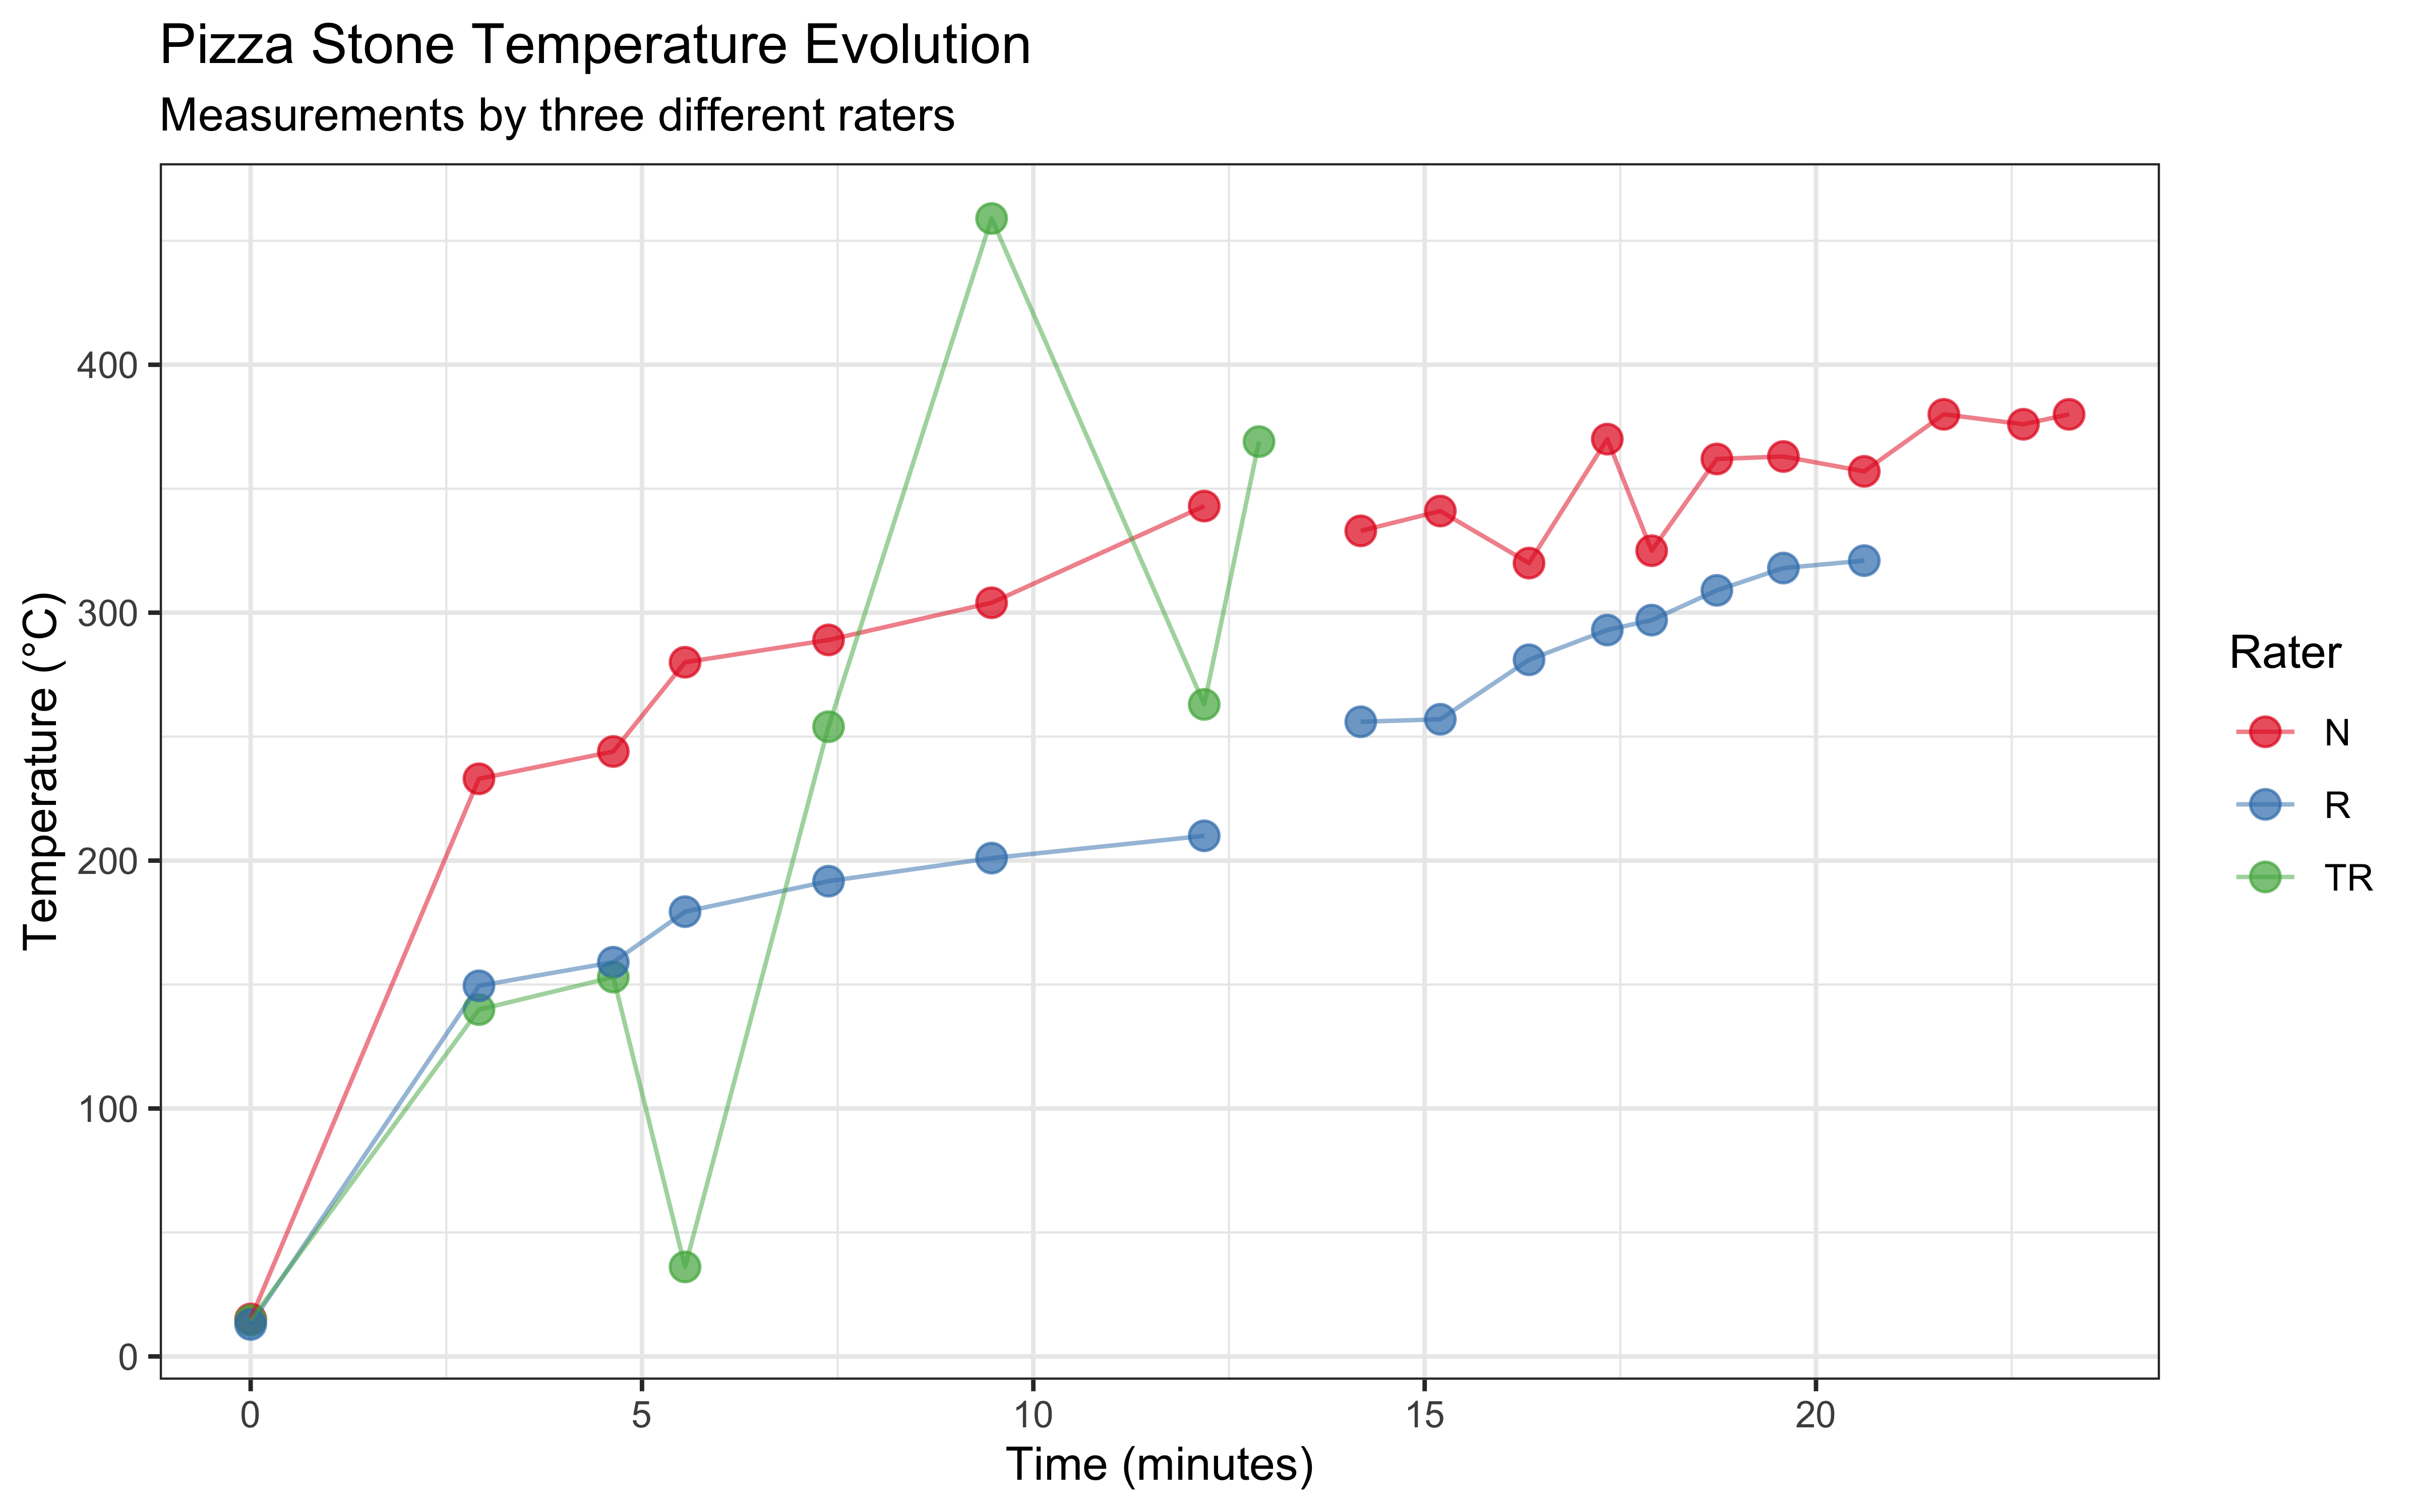 Pizza Stone Temperature Evolution
Measurements by three different raters
Temperature (°C)
400
300
200
100
0
0 5 10 15 20
Time (minutes)
Rater
N
R
TR